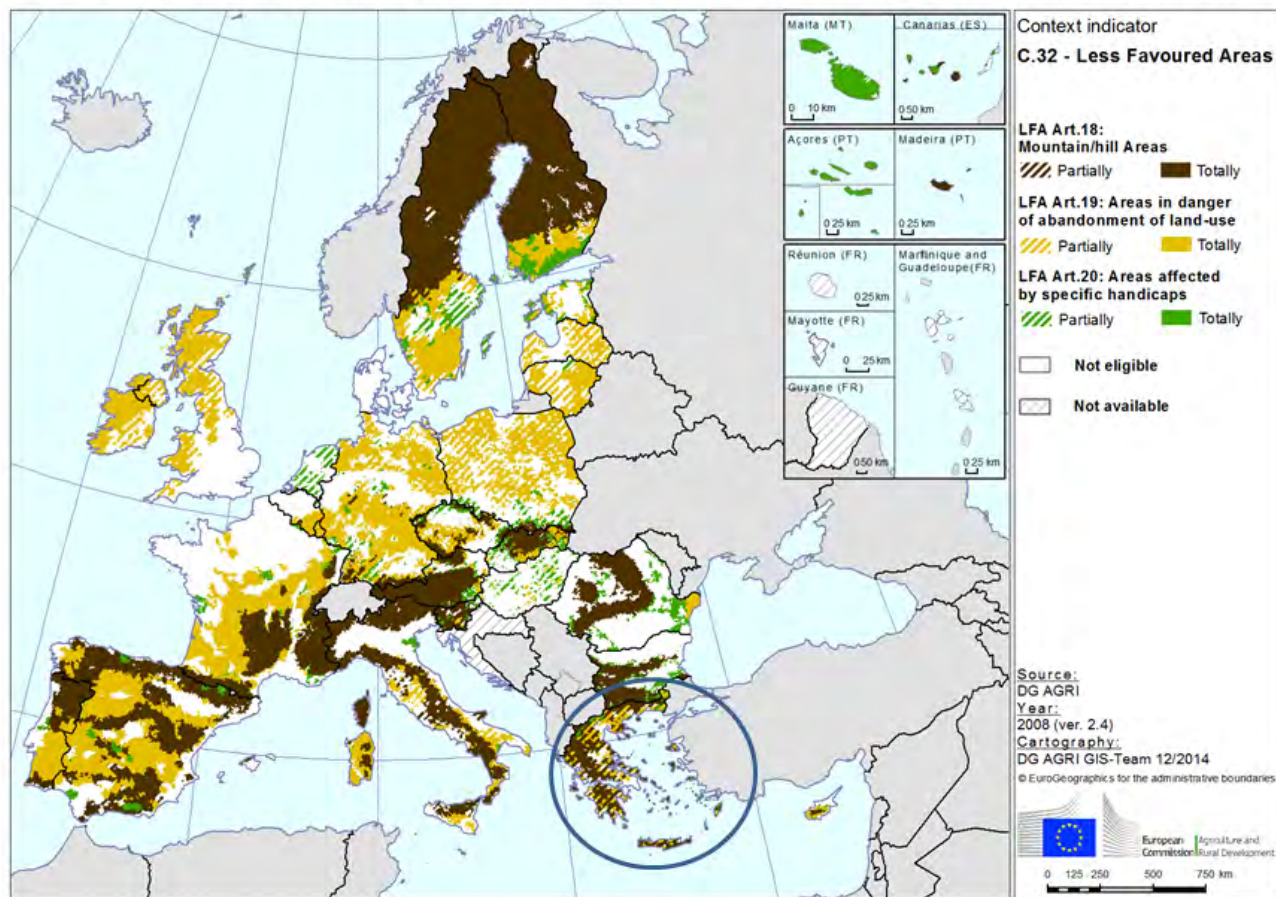 Malta (MT)
Canarias (ES)
0 10 km
0 50 km
Açores (PT)
Madeira (PT)
0 25 km
0 25 km
Réunion (FR)
0 25 km
Martinique and
Guadeloupe(FR)
Mayotte (FR)
0 25 km
Guyane (FR)
0 50 km
0 25 km
Context indicator
C.32 - Less Favoured Areas
LFA Art.18:
Mountain/hill Areas
Partially Totally
LFA Art.19: Areas in danger
of abandonment of land-use
Partially Totally
LFA Art.20: Areas affected
by specific handicaps
Partially Totally
Not eligible
Not available
Source:
DG AGRI
Year:
2008 (ver. 2.4)
Cartography:
DG AGRI GIS-Team 12/2014
© EuroGeographics for the administrative boundaries
European
Commission
Agriculture and
Rural Development
0 125 250 500 750 km